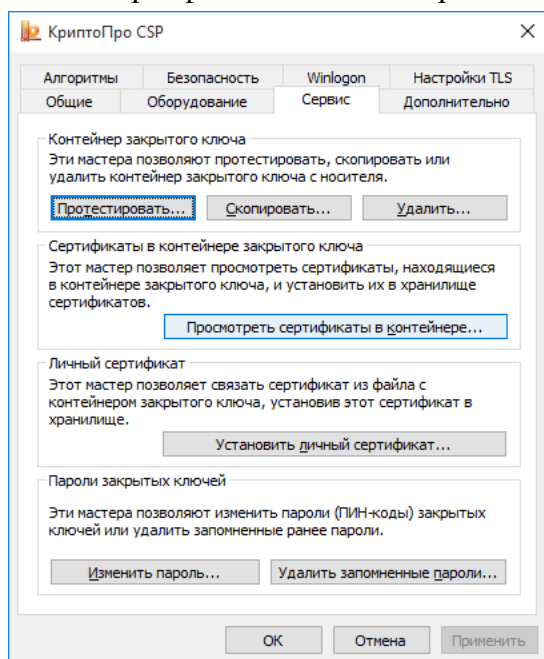 КриптоПро CSP
Алгоритмы Безопасность Winlogon Настройки TLS
Общие Оборудование Сервис Дополнительно
Контейнер закрытого ключа
Эти мастера позволяют протестировать, скопировать или
удалить контейнер закрытого ключа с носителя.
Протестировать... Скопировать... Удалить...
Сертификаты в контейнере закрытого ключа
Этот мастер позволяет просмотреть сертификаты, находящиеся
в контейнере закрытого ключа, и установить их в хранилище
сертификатов.
Просмотреть сертификаты в контейнере...
Личный сертификат
Этот мастер позволяет связать сертификат из файла с
контейнером закрытого ключа, установив этот сертификат в
хранилище.
Установить личный сертификат...
Пароли закрытых ключей
Эти мастера позволяют изменить пароли (ПИН-коды) закрытых
ключей или удалить запомненные ранее пароли.
Изменить пароль... Удалить запомненные пароли...
ОК Отмена Применить